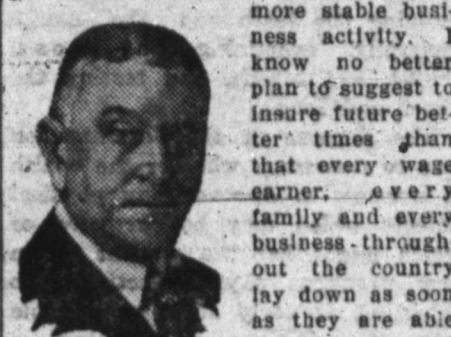 more stable busi-
ness activity. I
know no better
plan to suggest to
insure future bet-
ter times than
that every wage
earner, every
family and every
business through-
out the country
lay down as soon
as they are able